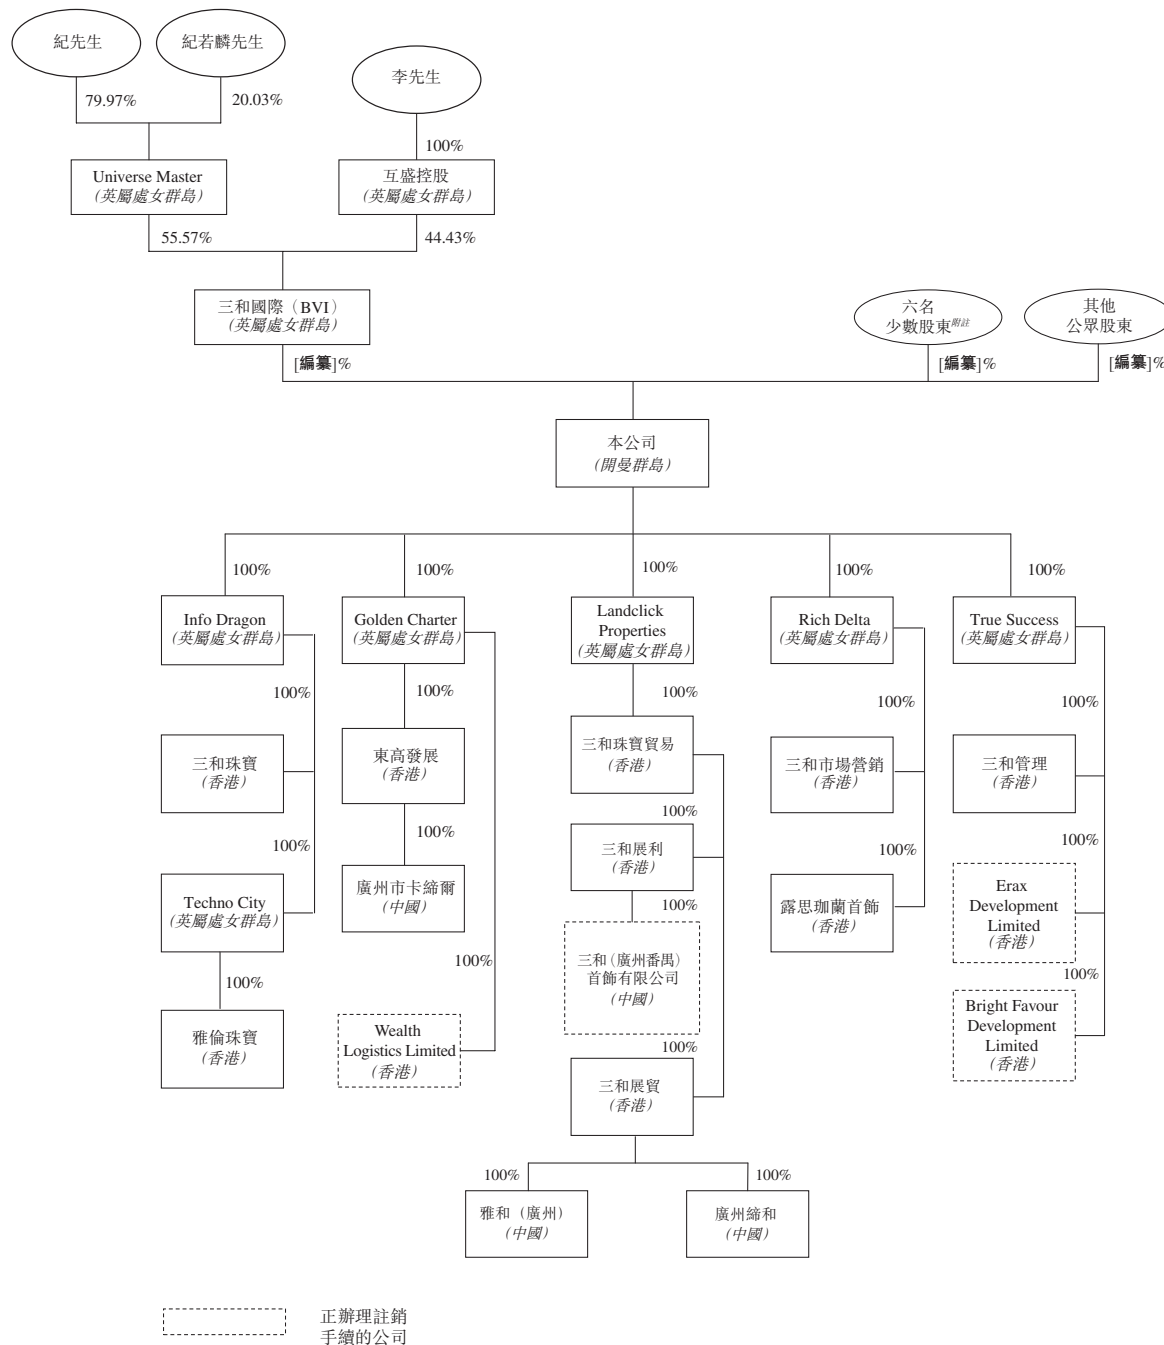 紀先生
紀若麟先生
李先生
79.97%
20.03%
100%
Universe Master
(英屬處女群島)
互盛控股
(英屬處女群島)
55.57%
44.43%
三和國際（BVI）
(英屬處女群島)
六名
少數股東附註
其他
公眾股東
[編纂]%
[編纂]%
[編纂]%
本公司
(開曼群島)
100%
100%
100%
100%
100%
Info Dragon
(英屬處女群島)
Golden Charter
(英屬處女群島)
Landclick
Properties
(英屬處女群島)
Rich Delta
(英屬處女群島)
True Success
(英屬處女群島)
100%
100%
100%
100%
100%
三和珠寶
(香港)
東高發展
(香港)
三和珠寶貿易
(香港)
三和市場營銷
(香港)
三和管理
(香港)
100%
100%
100%
100%
100%
三和展利
(香港)
Techno City
(英屬處女群島)
廣州市卡締爾
(中國)
100%
露思珈蘭首飾
(香港)
Erax
Development
Limited
(香港)
100%
100%
三和（廣州番禺）
首飾有限公司
(中國)
100%
雅倫珠寶
(香港)
Wealth
Logistics Limited
(香港)
100%
Bright Favour
Development
Limited
(香港)
三和展貿
(香港)
100%
100%
雅和（廣州）
(中國)
廣州締和
(中國)
正辦理註銷
手續的公司